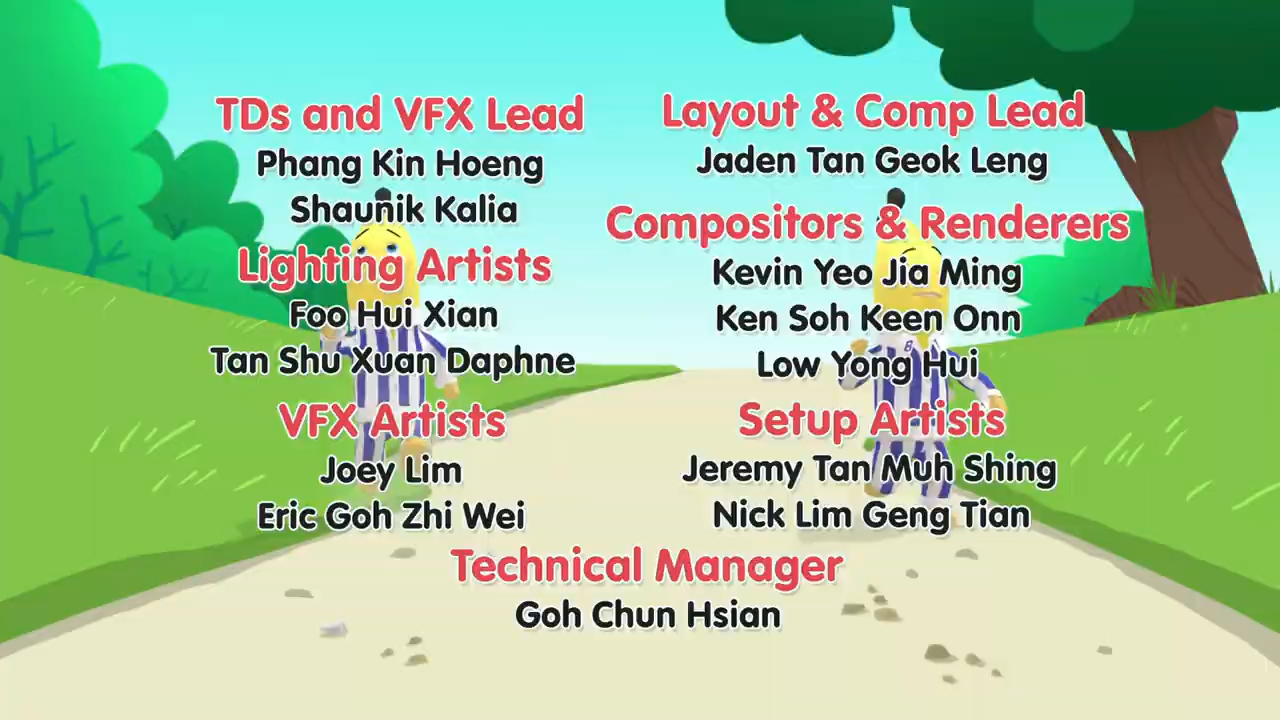 TDs and VFX Lead
Phang Kin Hoeng
Shaunik Kalia
Lighting Artists
Foo Hui Xian
Tan Shu Xuan Daphne
VFX Artists
Joey Lim
Eric Goh Zhi Wei
Layout & Comp Lead
Jaden Tan Geok Leng
Compositors & Renderers
Kevin Yeo Jia Ming
Ken Soh Keen Onn
Low Yong Hui
Setup Artists
Jeremy Tan Muh Shing
Nick Lim Geng Tian
Technical Manager
Goh Chun Hsian